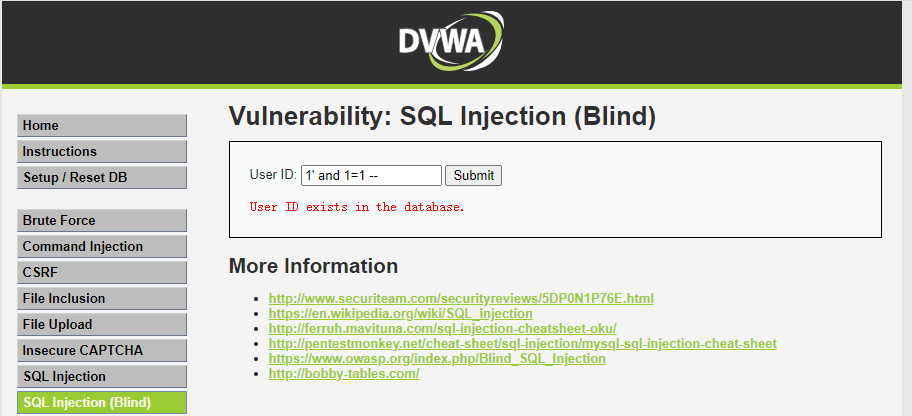 DVWA
Home
Instructions
Setup / Reset DB
Brute Force
Command Injection
CSRF
File Inclusion
File Upload
Insecure CAPTCHA
SQL Injection
SQL Injection (Blind)
Vulnerability: SQL Injection (Blind)
User ID: 1' and 1=1 -- Submit
User ID exists in the database.
More Information
http://www.securiteam.com/securityreviews/5DP0N1P76E.html
https://en.wikipedia.org/wiki/SQL_injection
http://ferruh.mavituna.com/sql-injection-cheatsheet-oku/
http://pentestmonkey.net/cheat-sheet/sql-injection/mysql-sql-injection-cheat-sheet
https://www.owasp.org/index.php/Blind_SQL_Injection
http://bobby-tables.com/